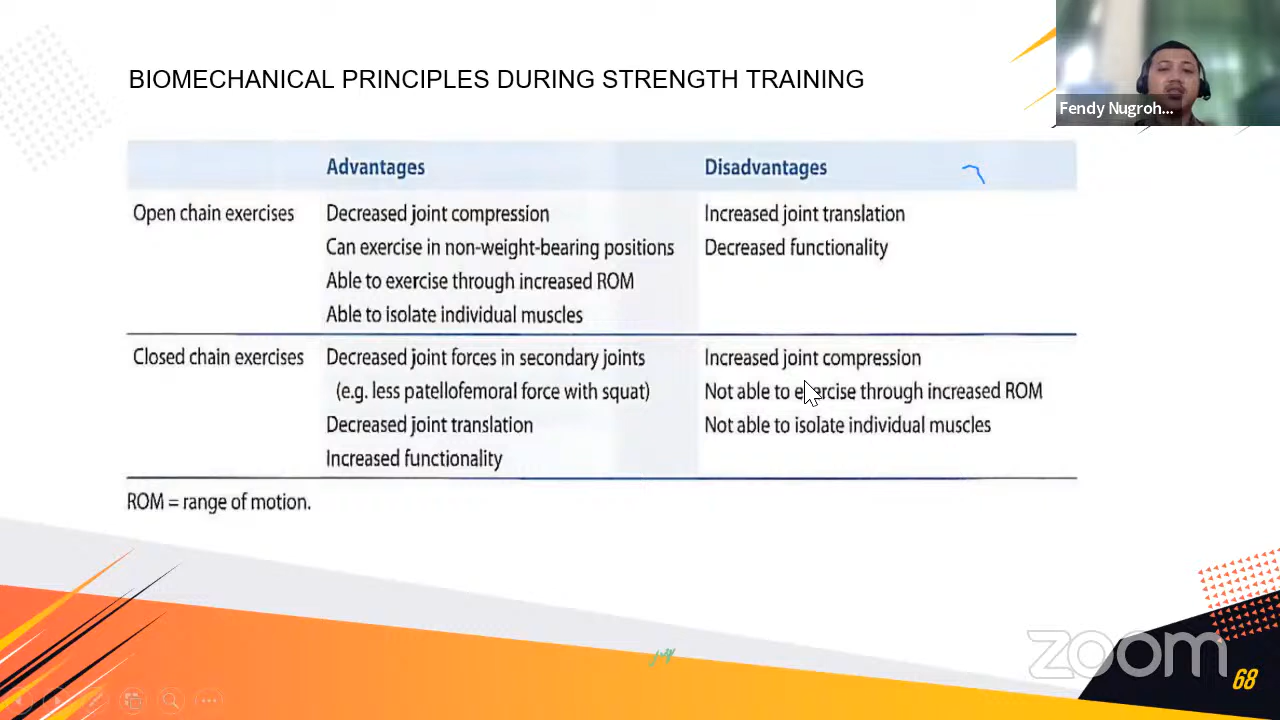 BIOMECHANICAL PRINCIPLES DURING STRENGTH TRAINING
Fendy Nugroh...
Advantages Disadvantages
Open chain exercises Decreased joint compression Increased joint translation
Can exercise in non-weight-bearing positions Decreased functionality
Able to exercise through increased ROM
Able to isolate individual muscles
Closed chain exercises Decreased joint forces in secondary joints Increased joint compression
(e.g. less patellofemoral force with squat) Not able to exercise through increased ROM
Decreased joint translation Not able to isolate individual muscles
Increased functionality
ROM = range of motion.
zoom
68